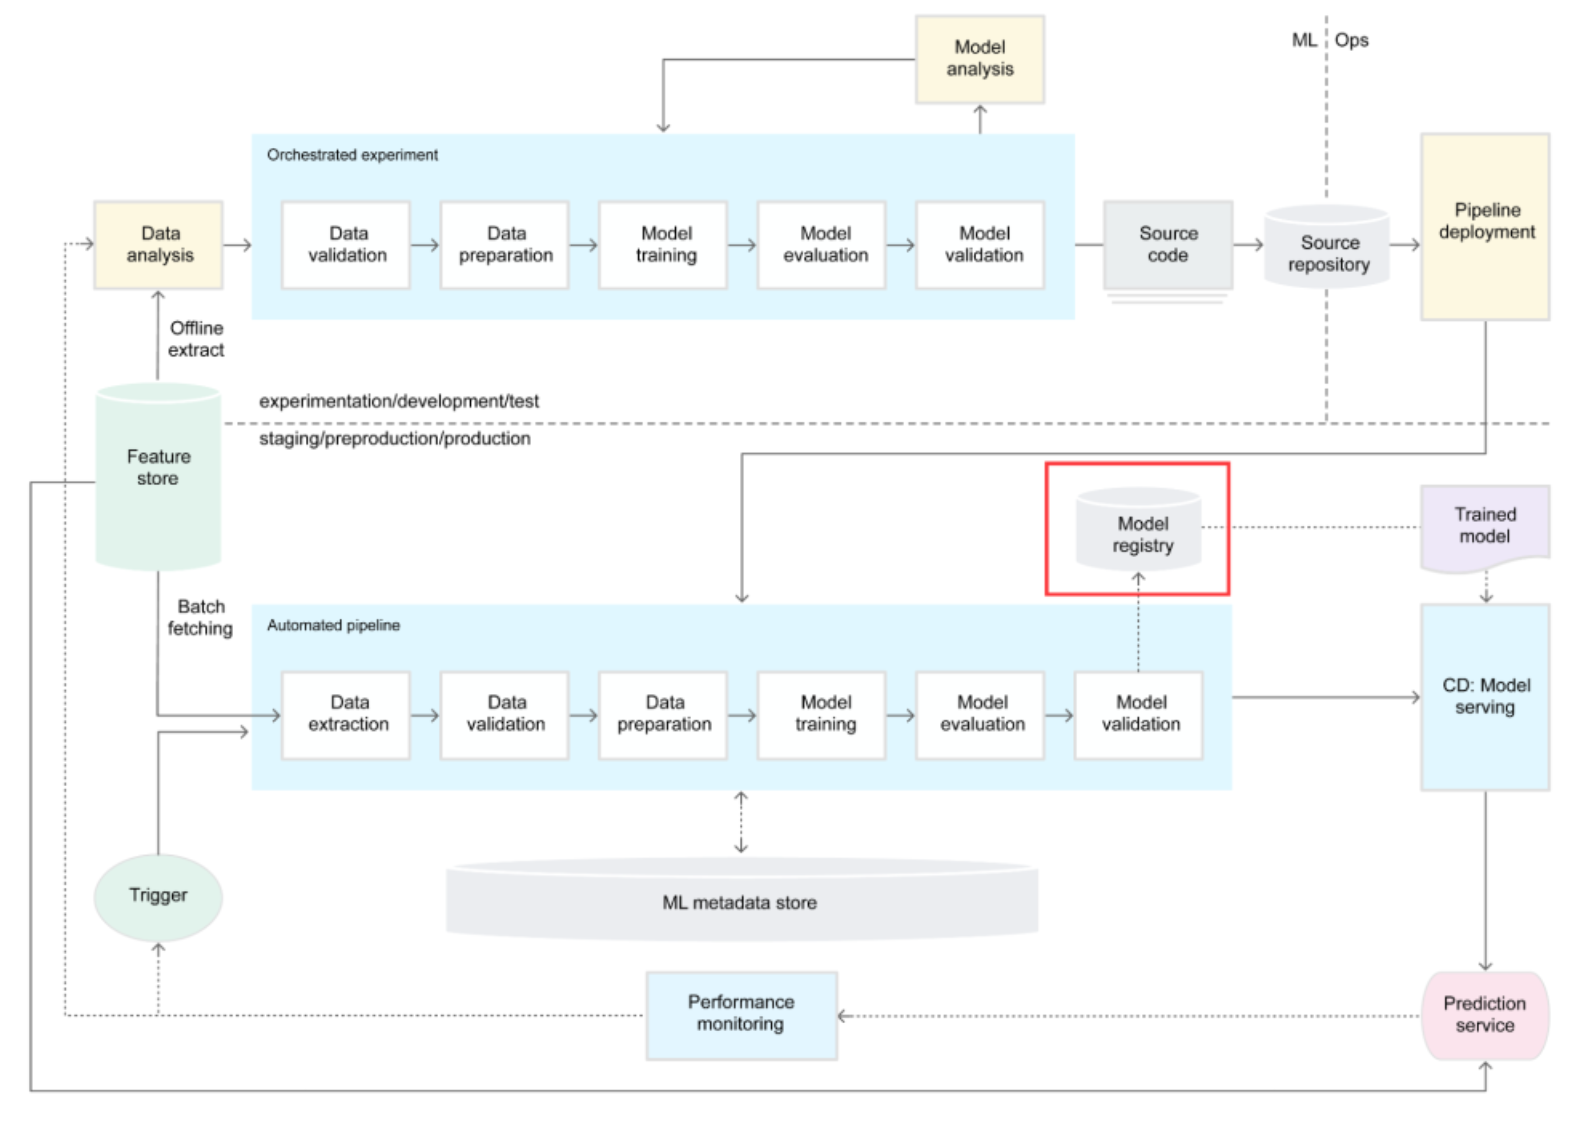 Model
analysis
ML
Ops
Orchestrated experiment
Data
analysis
Data
validation
Data
preparation
Model
training
Model
evaluation
Model
validation
Source
code
Source
repository
Pipeline
deployment
Offline
extract
experimentation/development/test
staging/preproduction/production
Feature
store
Model
registry
Trained
model
Batch
fetching
Automated pipeline
Data
extraction
Data
validation
Data
preparation
Model
training
Model
evaluation
Model
validation
CD: Model
serving
Trigger
ML metadata store
Performance
monitoring
Prediction
service